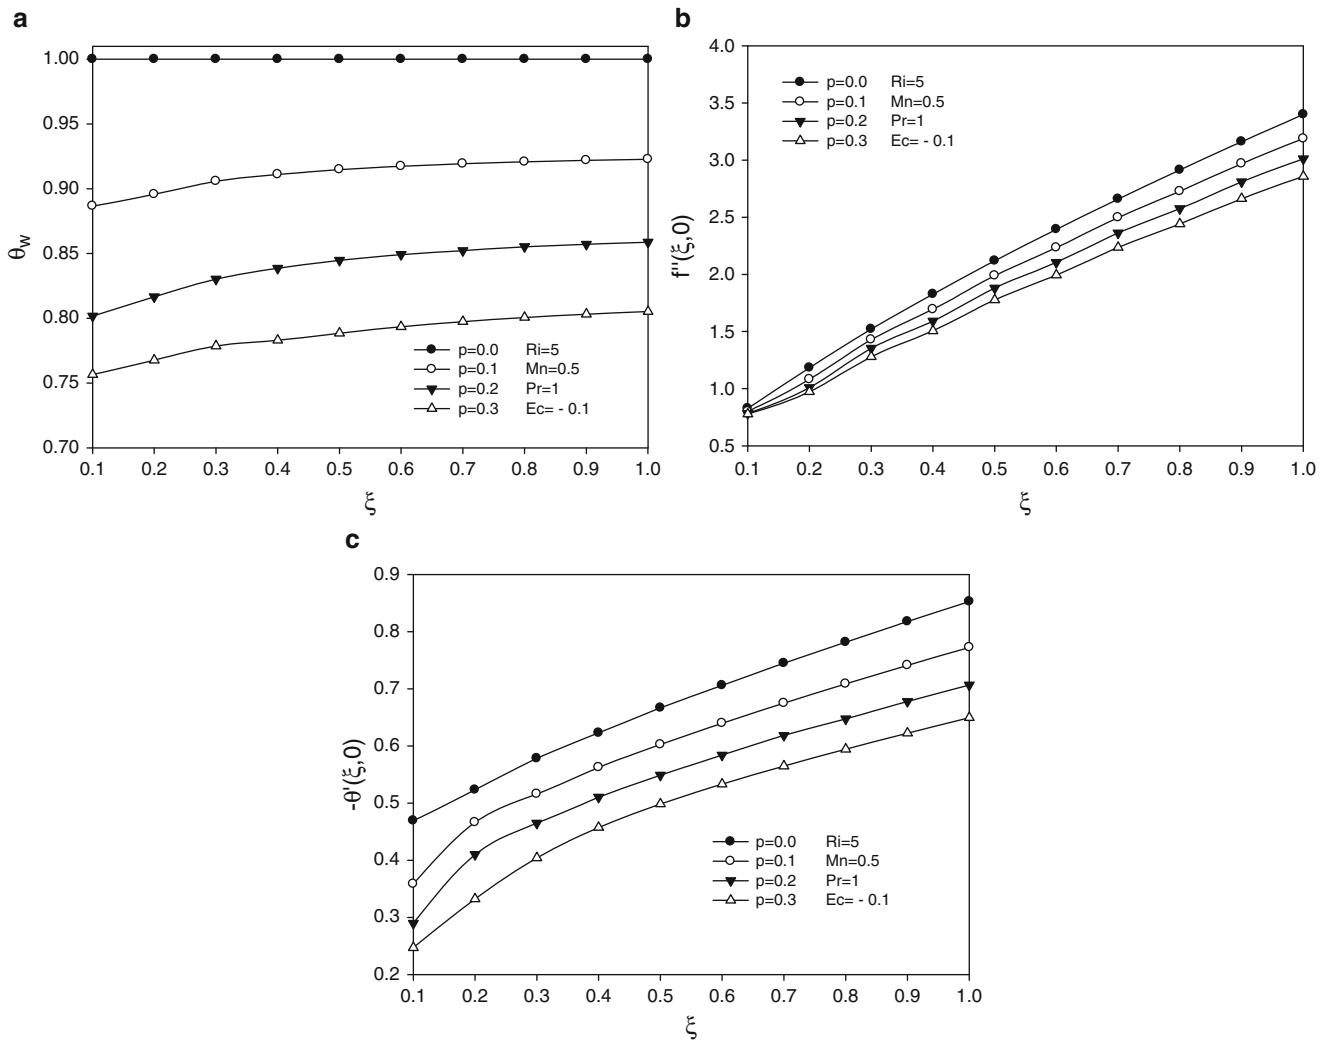 a
1.00
0.95
0.90
0.85
0.80
0.75
0.70
θw
p=0.0 Ri=5
p=0.1 Mn=0.5
p=0.2 Pr=1
p=0.3 Ec= - 0.1
0.1 0.2 0.3 0.4 0.5 0.6 0.7 0.8 0.9 1.0
ξ
b
4.0
3.5
3.0
2.5
2.0
1.5
1.0
0.5
f''(ξ,0)
p=0.0 Ri=5
p=0.1 Mn=0.5
p=0.2 Pr=1
p=0.3 Ec= - 0.1
0.1 0.2 0.3 0.4 0.5 0.6 0.7 0.8 0.9 1.0
ξ
c
0.9
0.8
0.7
0.6
0.5
0.4
0.3
0.2
-θ'(ξ,0)
p=0.0 Ri=5
p=0.1 Mn=0.5
p=0.2 Pr=1
p=0.3 Ec= - 0.1
0.1 0.2 0.3 0.4 0.5 0.6 0.7 0.8 0.9 1.0
ξ